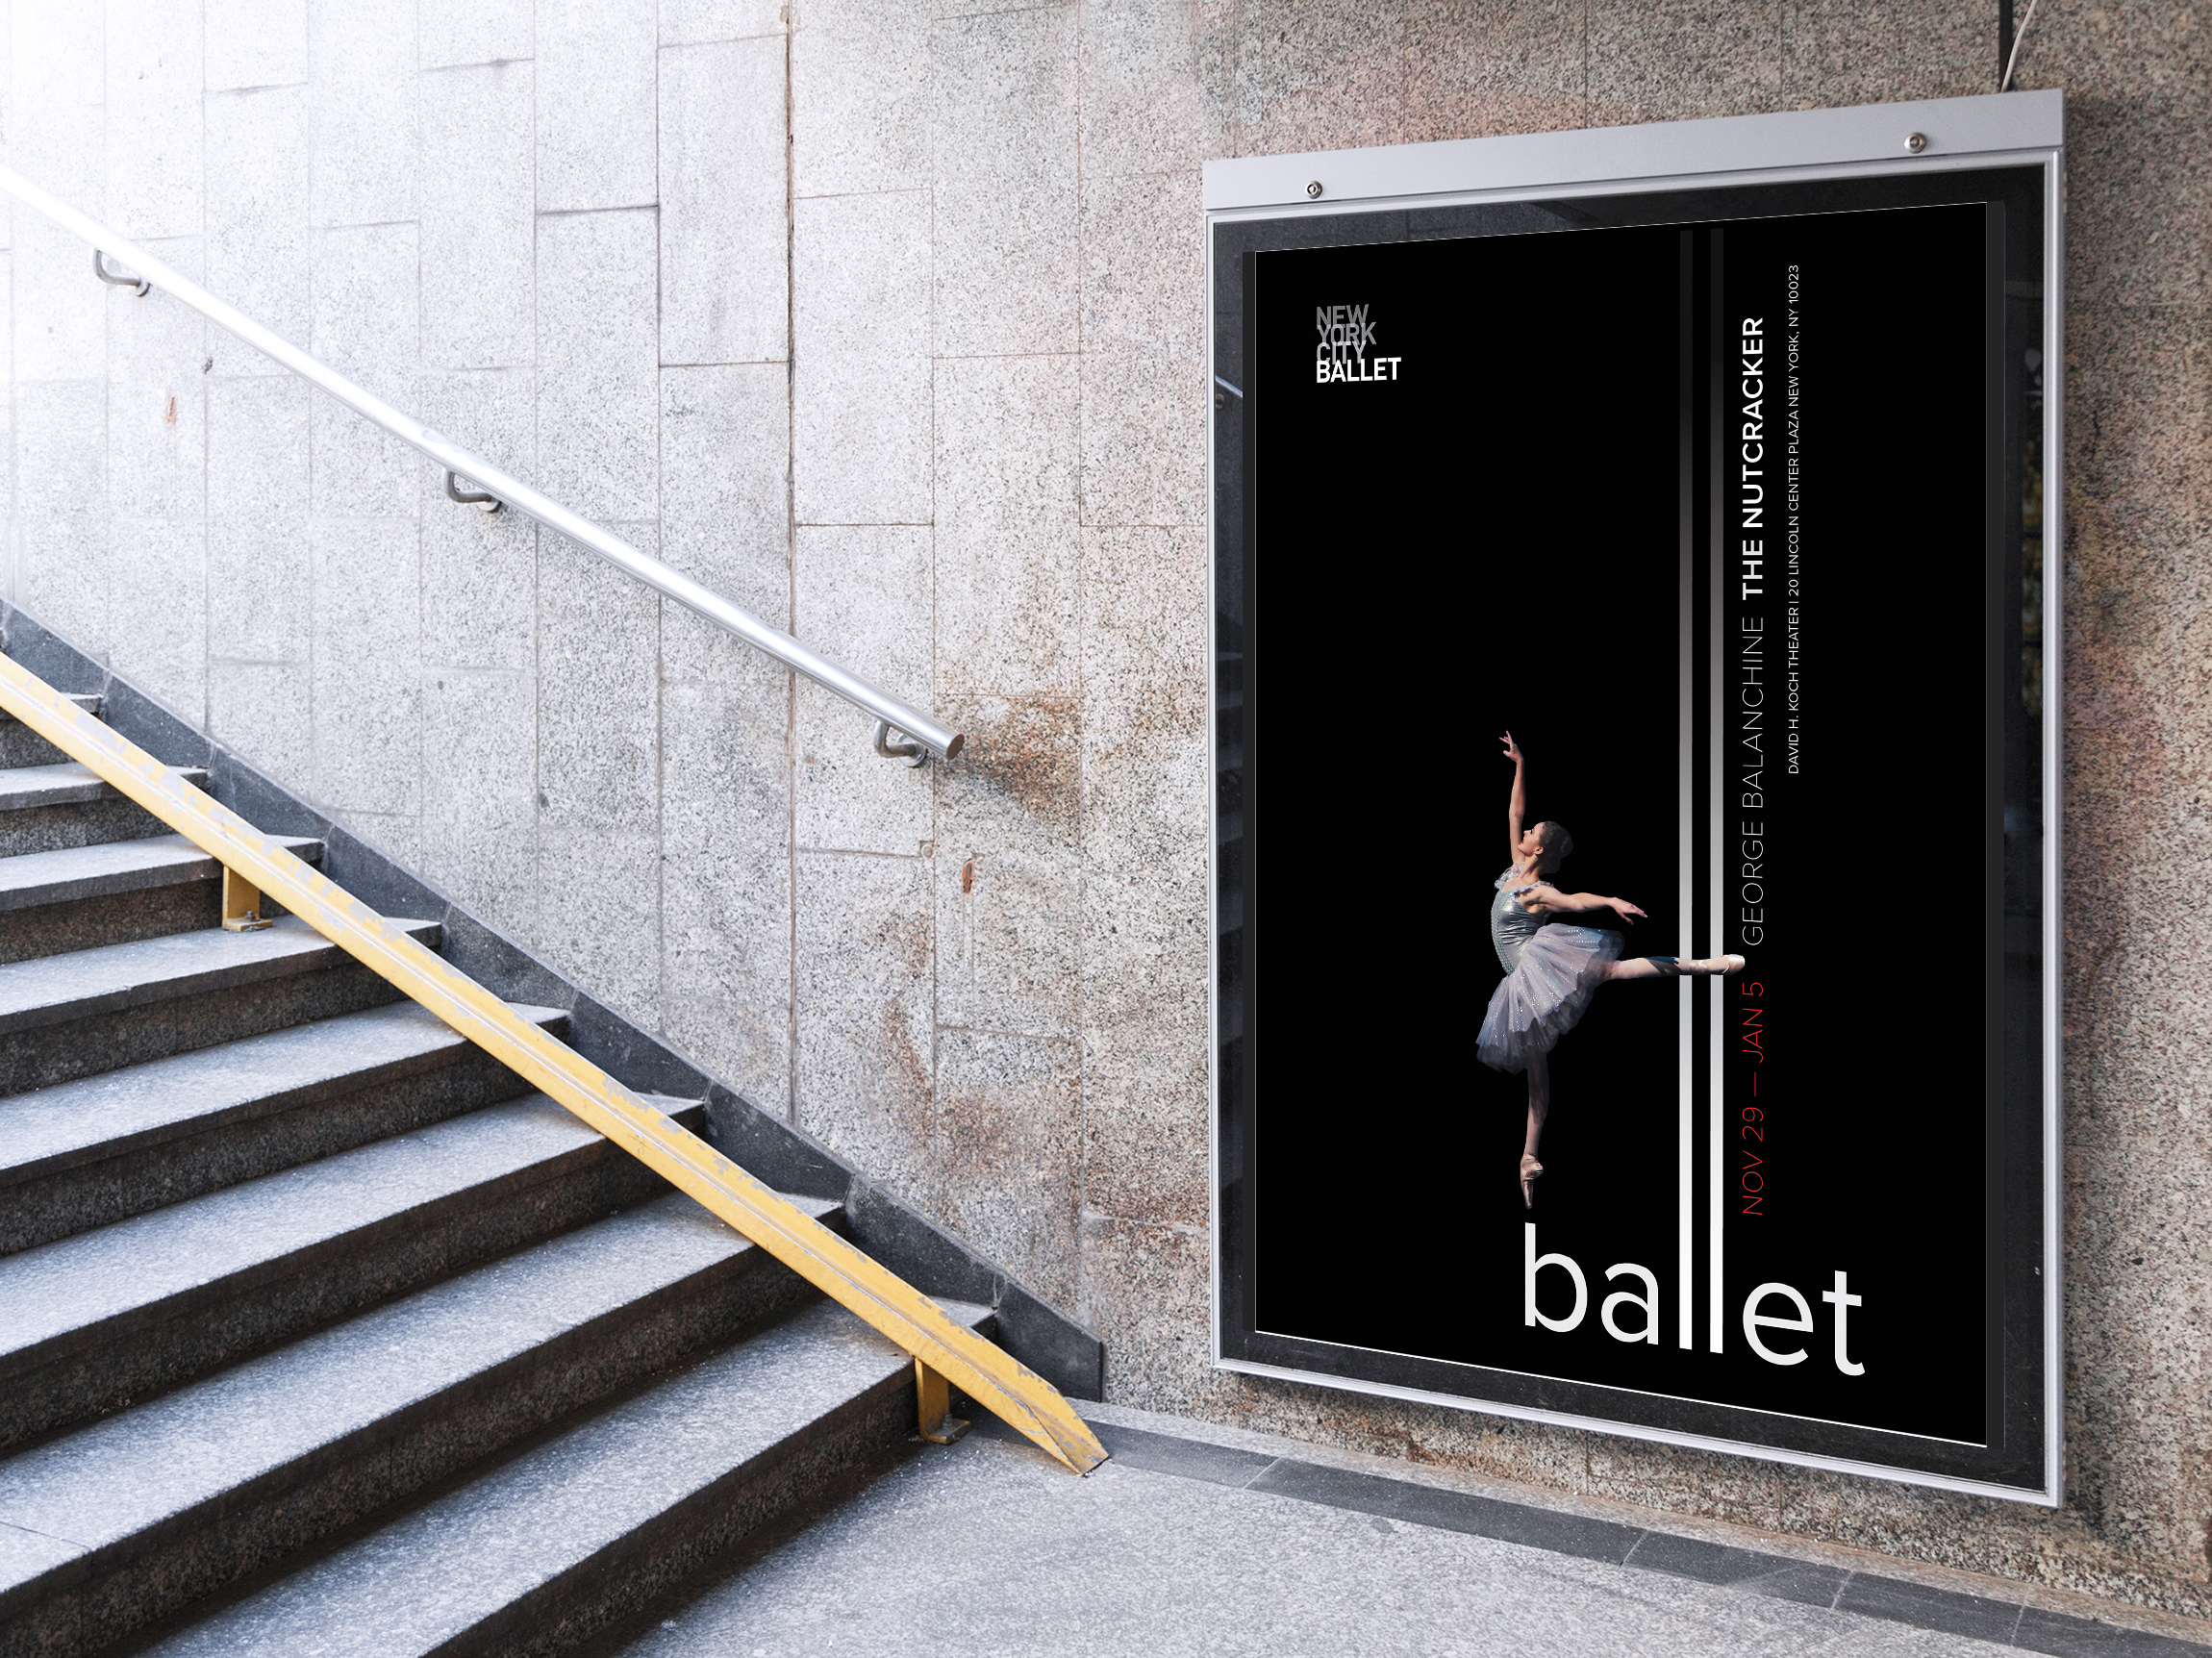 NEW
YORK
CITY
BALLET
NOV 29 — JAN 5 GEORGE BALANCHINE THE NUTCRACKER
DAVID H. KOCH THEATER | 20 LINCOLN CENTER PLAZA NEW YORK, NY 10023
ballet